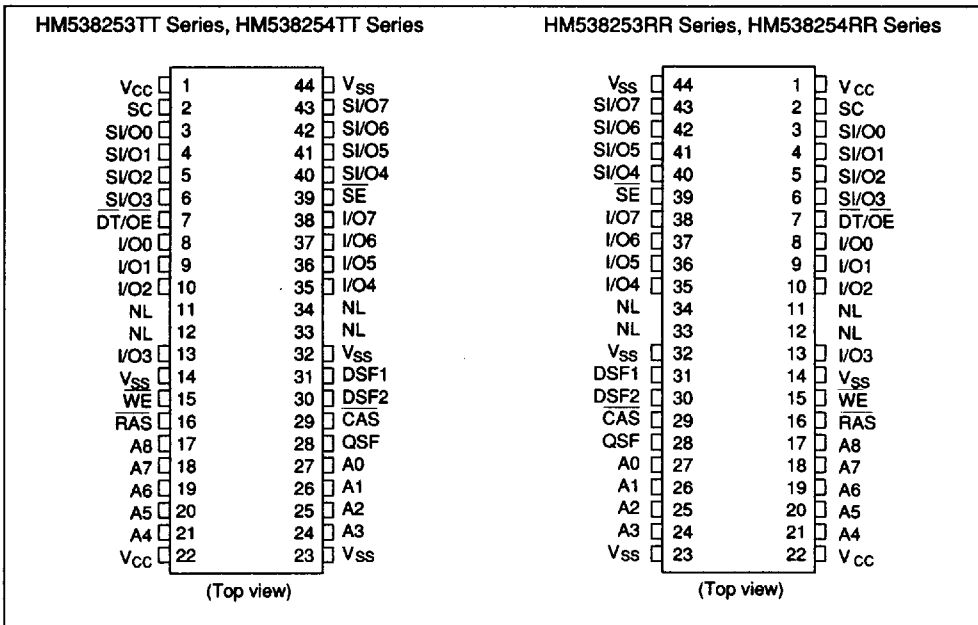 HM538253TT Series, HM538254TT Series
VCC 1 44 VSS
SC 2 43 SI/O7
SI/O0 3 42 SI/O6
SI/O1 4 41 SI/O5
SI/O2 5 40 SI/O4
SI/O3 6 39 SE
DT/OE 7 38 I/O7
I/O0 8 37 I/O6
I/O1 9 36 I/O5
I/O2 10 35 I/O4
NL 11 34 NL
NL 12 33 NL
I/O3 13 32 VSS
VSS 14 31 DSF1
WE 15 30 DSF2
RAS 16 29 CAS
A8 17 28 QSF
A7 18 27 A0
A6 19 26 A1
A5 20 25 A2
A4 21 24 A3
VCC 22 23 VSS
(Top view)
HM538253RR Series, HM538254RR Series
VSS 44 1 VCC
SI/O7 43 2 SC
SI/O6 42 3 SI/O0
SI/O5 41 4 SI/O1
SI/O4 40 5 SI/O2
SE 39 6 SI/O3
I/O7 38 7 DT/OE
I/O6 37 8 I/O0
I/O5 36 9 I/O1
I/O4 35 10 I/O2
NL 34 11 NL
NL 33 12 NL
VSS 32 13 I/O3
DSF1 31 14 VSS
DSF2 30 15 WE
CAS 29 16 RAS
QSF 28 17 A8
A0 27 18 A7
A1 26 19 A6
A2 25 20 A5
A3 24 21 A4
VSS 23 22 VCC
(Top view)